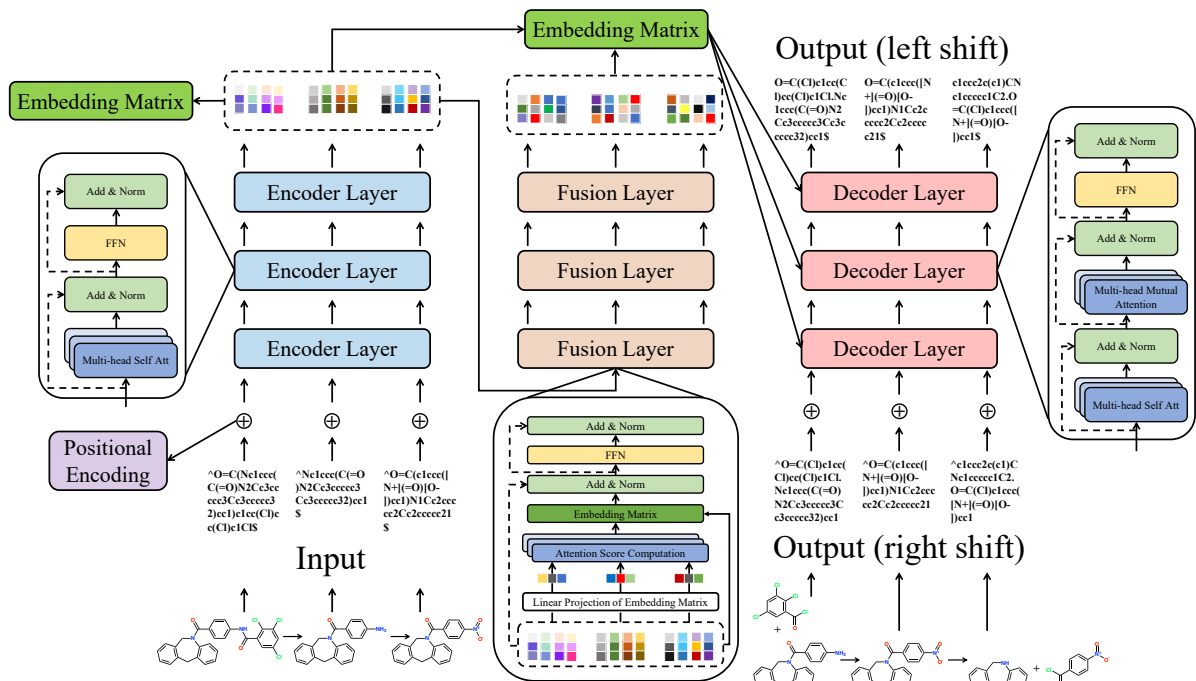 Embedding Matrix
Output (left shift)
Embedding Matrix
O=C(Cl)c1cc(C
l)cc(Cl)c1Cl.Nc
1ccc(C(=O)N2
Cc3ccccc3Cc3c
cccc32)cc1$
O=C(c1ccc([N
+](=O)[O-
])cc1)N1Cc2c
cccc2Cc2cccc
c21$
c1ccc2c(c1)CN
c1ccccc1C2.O
=C(Cl)c1ccc([
N+](=O)[O-
])cc1$
Add & Norm
FFN
Add & Norm
Multi-head Self Att
Encoder Layer
Encoder Layer
Encoder Layer
Fusion Layer
Fusion Layer
Fusion Layer
Decoder Layer
Decoder Layer
Decoder Layer
Add & Norm
FFN
Add & Norm
Multi-head Mutual
Attention
Add & Norm
Multi-head Self Att
Positional
Encoding
^O=C(Nc1ccc(
C(=O)N2Cc3cc
ccc3Cc3ccccc3
2)cc1)c1cc(Cl)c
c(Cl)c1Cl$
^Nc1ccc(C(=O
)N2Cc3ccccc3
Cc3ccccc32)cc1
$
^O=C(c1ccc([
N+](=O)[O-
])cc1)N1Cc2ccc
cc2Cc2ccccc21
$
Input
Add & Norm
FFN
Add & Norm
Embedding Matrix
Attention Score Computation
Linear Projection of Embedding Matrix
^O=C(Cl)c1cc(
Cl)cc(Cl)c1Cl.
Nc1ccc(C(=O)
N2Cc3ccccc3C
c3ccccc32)cc1
^O=C(c1ccc([
N+](=O)[O-
])cc1)N1Cc2cc
ccc2Cc2ccccc21
^c1ccc2c(c1)C
Nc1ccccc1C2.
O=C(Cl)c1ccc(
[N+](=O)[O-
])cc1
Output (right shift)